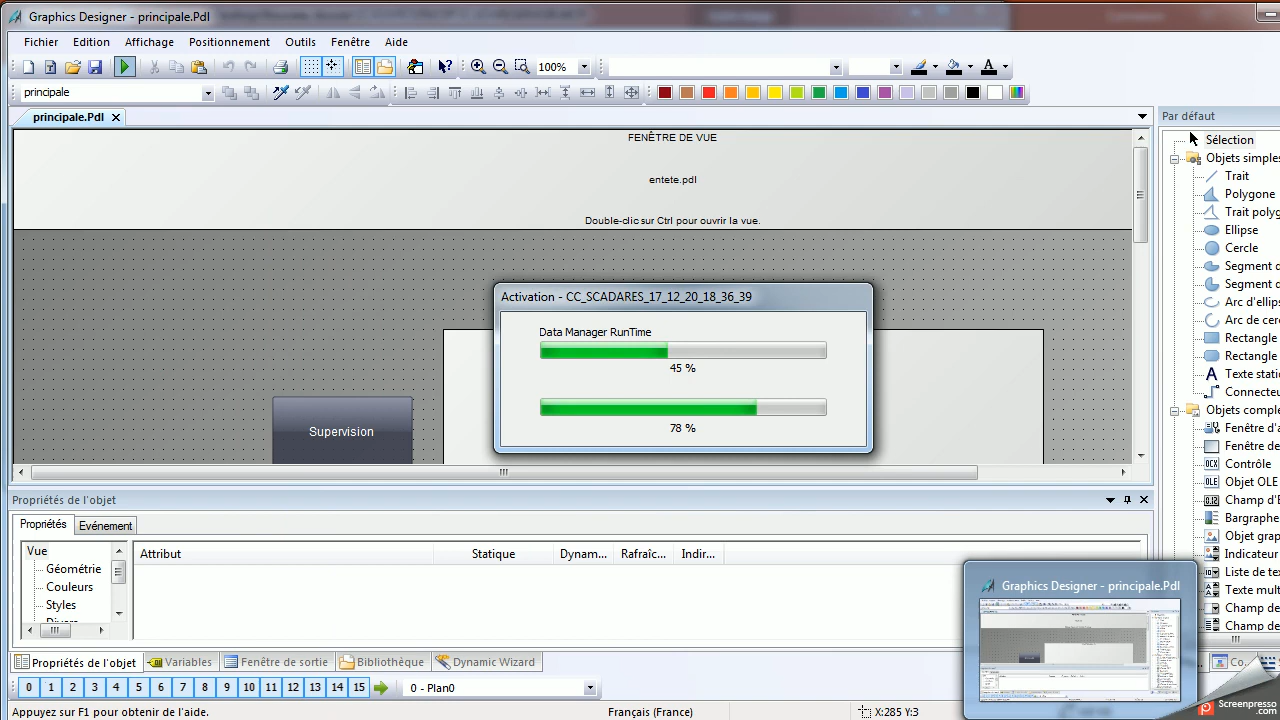 Graphics Designer - principale.Pdl
Fichier Edition Affichage Positionnement Outils Fenêtre Aide
100%
principale
principale.Pdl
Par défaut
FENÊTRE DE VUE
entete.pdl
Double-clic sur Ctrl pour ouvrir la vue.
Sélection
Objets simples
Trait
Polygone
Trait polyg
Ellipse
Cercle
Segment d
Segment d
Arc d'ellip
Arc de cer
Rectangle
Rectangle
Texte stati
Connecteu
Objets comple
Fenêtre d'a
Fenêtre de
Contrôle
Objet OLE
Champ d'E
Bargraphe
Objet grap
Indicateur
Liste de tex
Texte mult
Champ de
Champ de
Activation - CC_SCADARES_17_12_20_18_36_39
Data Manager RunTime
45 %
78 %
Supervision
Propriétés de l'objet
Propriétés Evénement
Vue
Géométrie
Couleurs
Styles
Attribut Statique Dynam... Rafraîc... Indir...
Graphics Designer - principale.Pdl
Propriétés de l'objet Variables Fenêtre de sortie Bibliothèque Dynamic Wizard
Co...
0 1 2 3 4 5 6 7 8 9 10 11 12 13 14 15 0 - Plan0
Appuyez sur F1 pour obtenir de l'aide. Français (France) X:285 Y:3
Screenpresso
.com